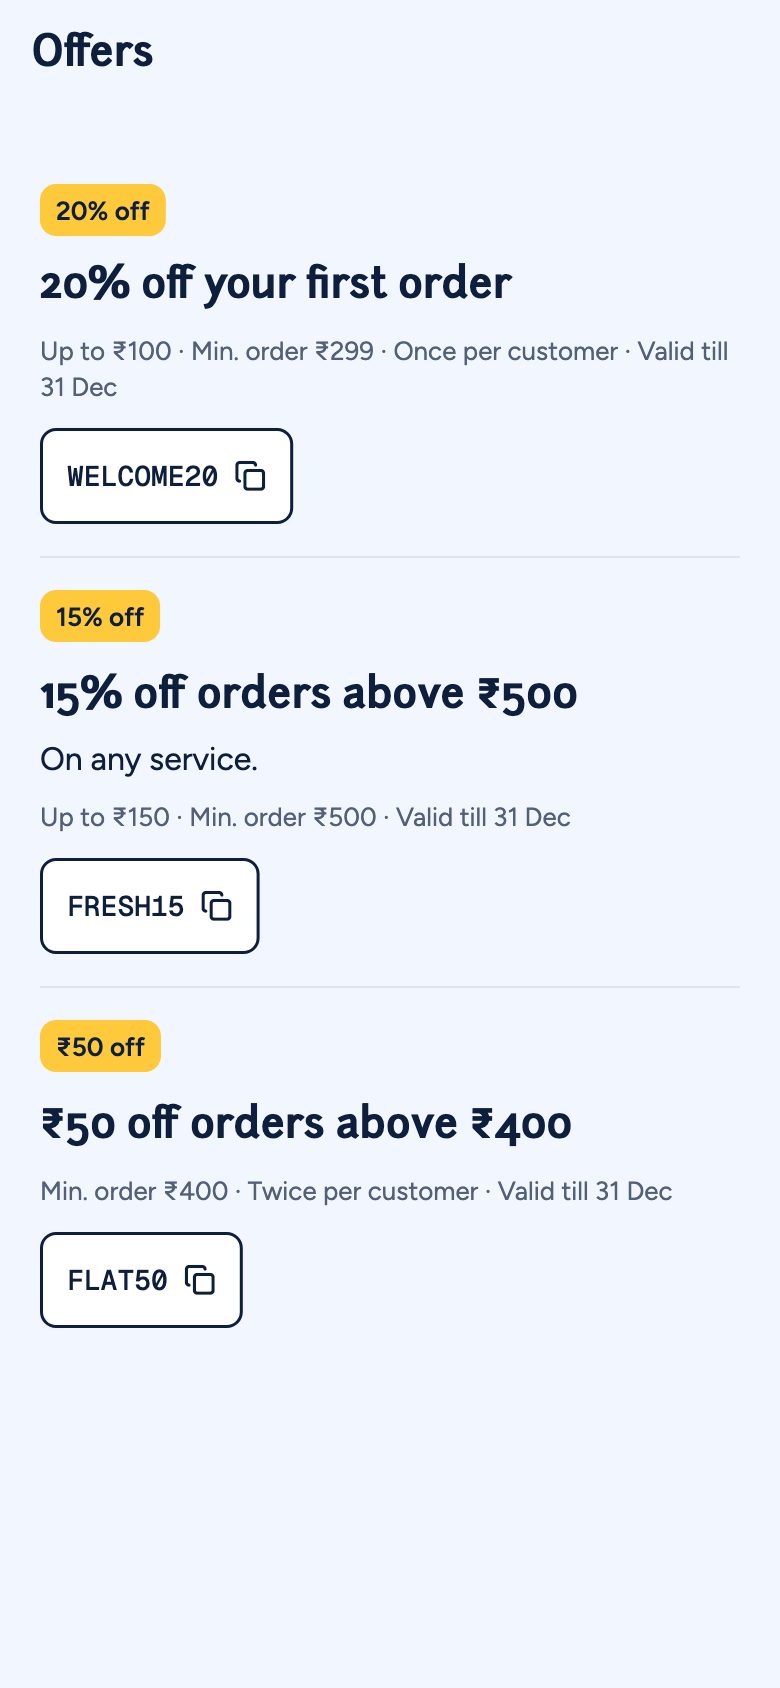 Offers
20% off
20% off your first order
Up to ₹100 · Min. order ₹299 · Once per customer · Valid till
31 Dec
WELCOME20
15% off
15% off orders above ₹500
On any service.
Up to ₹150 · Min. order ₹500 · Valid till 31 Dec
FRESH15
₹50 off
₹50 off orders above ₹400
Min. order ₹400 · Twice per customer · Valid till 31 Dec
FLAT50